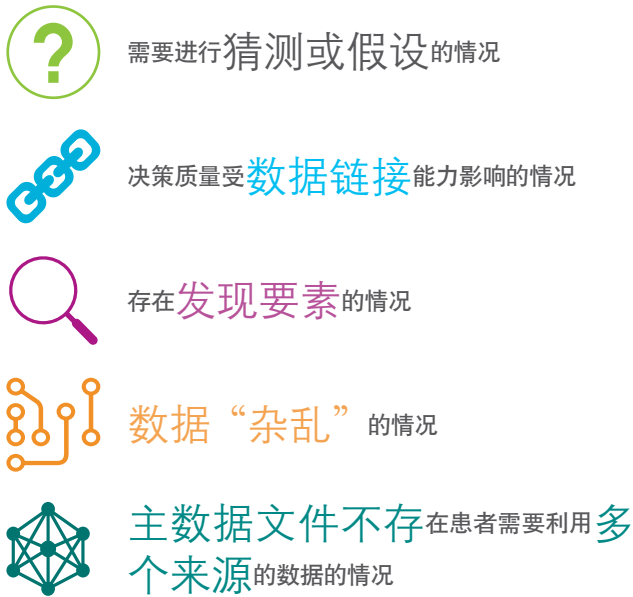 ?
需要进行猜测或假设的情况
决策质量受数据链接能力影响的情况
存在发现要素的情况
数据“杂乱”的情况
主数据文件不存在患者需要利用多
个来源的数据的情况